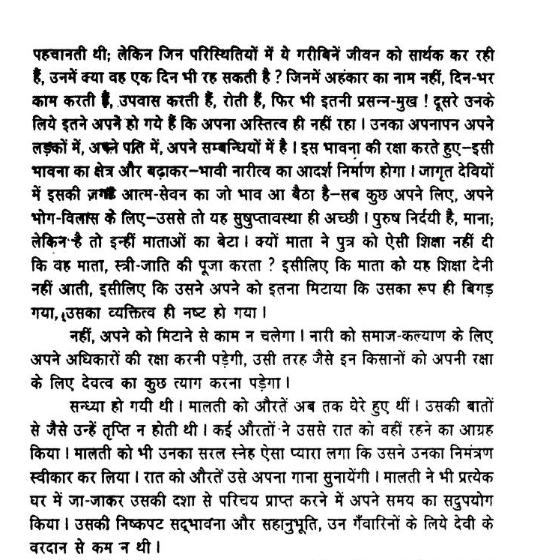 पहचानती थी; लेकिन जिन परिस्थितियों में ये गरीबिनें जीवन को सार्थक कर रही
हैं, उनमें क्या वह एक दिन भी रह सकती है ? जिनमें अहंकार का नाम नहीं, दिन-भर
काम करती हैं, उपवास करती हैं, रोती हैं, फिर भी इतनी प्रसन्न-मुख ! दूसरे उनके
लिये इतने अपने हो गये हैं कि अपना अस्तित्व ही नहीं रहा । उनका अपनापन अपने
लड़कों में, अपने पति में, अपने सम्बन्धियों में है । इस भावना की रक्षा करते हुए–इसी
भावना का क्षेत्र और बढ़ाकर–भावी नारीत्व का आदर्श निर्माण होगा । जागृत देवियों
में इसकी जगह आत्म-सेवन का जो भाव आ बैठा है–सब कुछ अपने लिए, अपने
भोग-विलास के लिए–उससे तो यह सुषुप्तावस्था ही अच्छी । पुरुष निर्दयी है, माना;
लेकिन है तो इन्हीं माताओं का बेटा । क्यों माता ने पुत्र को ऐसी शिक्षा नहीं दी
कि वह माता, स्त्री-जाति की पूजा करता ? इसीलिए कि माता को यह शिक्षा देनी
नहीं आती, इसीलिए कि उसने अपने को इतना मिटाया कि उसका रूप ही बिगड़
गया, उसका व्यक्तित्व ही नष्ट हो गया ।
नहीं, अपने को मिटाने से काम न चलेगा । नारी को समाज-कल्याण के लिए
अपने अधिकारों की रक्षा करनी पड़ेगी, उसी तरह जैसे इन किसानों को अपनी रक्षा
के लिए देवत्व का कुछ त्याग करना पड़ेगा ।
सन्ध्या हो गयी थी । मालती को औरतें अब तक घेरे हुए थीं । उसकी बातों
से जैसे उन्हें तृप्ति न होती थी । कई औरतों ने उससे रात को वहीं रहने का आग्रह
किया । मालती को भी उनका सरल स्नेह ऐसा प्यारा लगा कि उसने उनका निमंत्रण
स्वीकार कर लिया । रात को औरतें उसे अपना गाना सुनायेंगी । मालती ने भी प्रत्येक
घर में जा-जाकर उसकी दशा से परिचय प्राप्त करने में अपने समय का सदुपयोग
किया । उसकी निष्कपट सद्भावना और सहानुभूति, उन गँवारिनों के लिये देवी के
वरदान से कम न थी ।